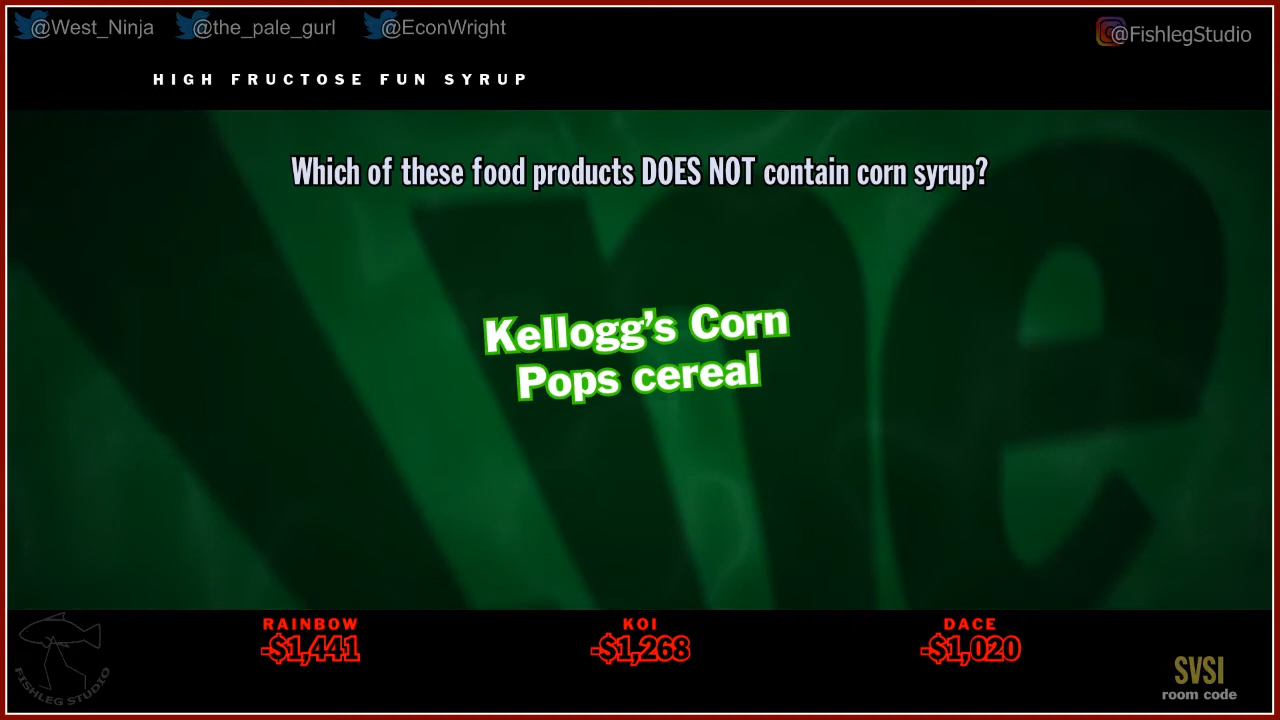 @West_Ninja @the_pale_gurl @EconWright @FishlegStudio
HIGH FRUCTOSE FUN SYRUP
Which of these food products DOES NOT contain corn syrup?
Kellogg's Corn
Pops cereal
RAINBOW KOI DACE
-$1,441 -$1,268 -$1,020
FISHLEG STUDIO
SVSI
room code